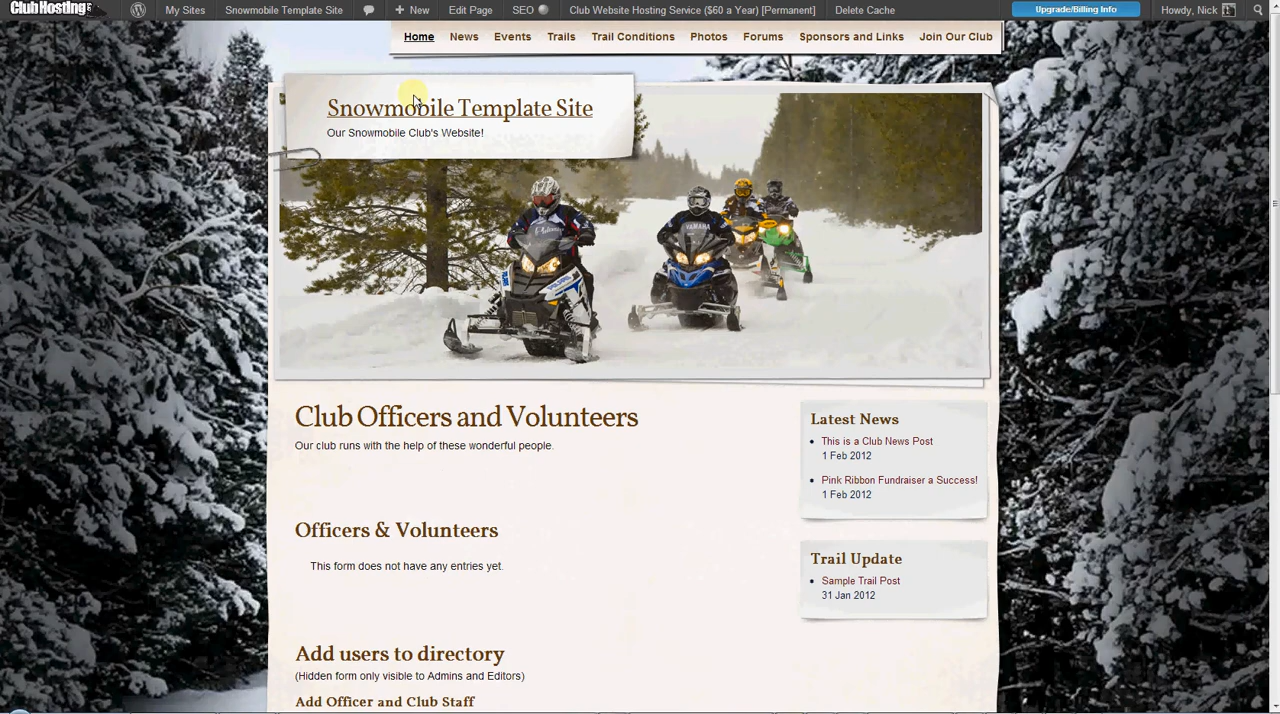 ClubHosting
My Sites Snowmobile Template Site + New Edit Page SEO Club Website Hosting Service ($60 a Year) [Permanent] Delete Cache Upgrade/Billing Info Howdy, Nick
Home News Events Trails Trail Conditions Photos Forums Sponsors and Links Join Our Club
Snowmobile Template Site
Our Snowmobile Club's Website!
YAMAHA
Club Officers and Volunteers
Our club runs with the help of these wonderful people.
Officers & Volunteers
This form does not have any entries yet.
Add users to directory
(Hidden form only visible to Admins and Editors)
Add Officer and Club Staff
Latest News
This is a Club News Post
1 Feb 2012
Pink Ribbon Fundraiser a Success!
1 Feb 2012
Trail Update
Sample Trail Post
31 Jan 2012